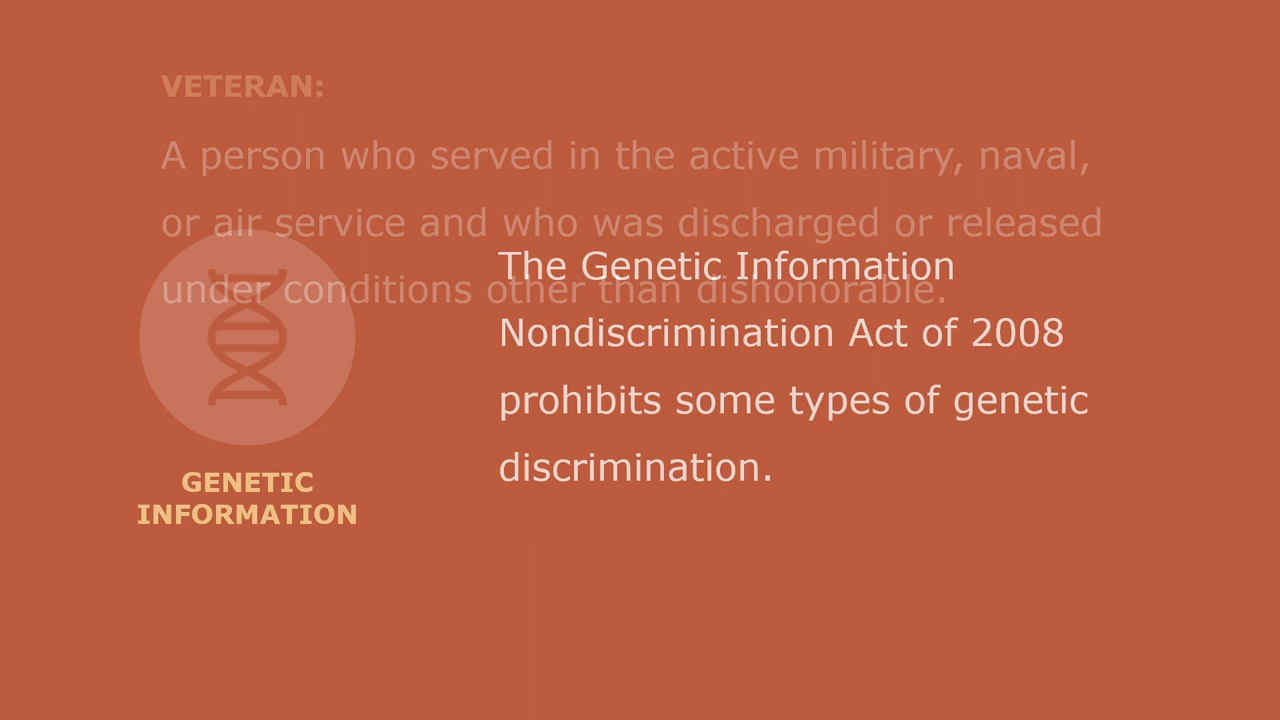 VETERAN:
A person who served in the active military, naval,
or air service and who was discharged or released
under conditions other than dishonorable.
The Genetic Information
Nondiscrimination Act of 2008
prohibits some types of genetic
discrimination.
GENETIC
INFORMATION